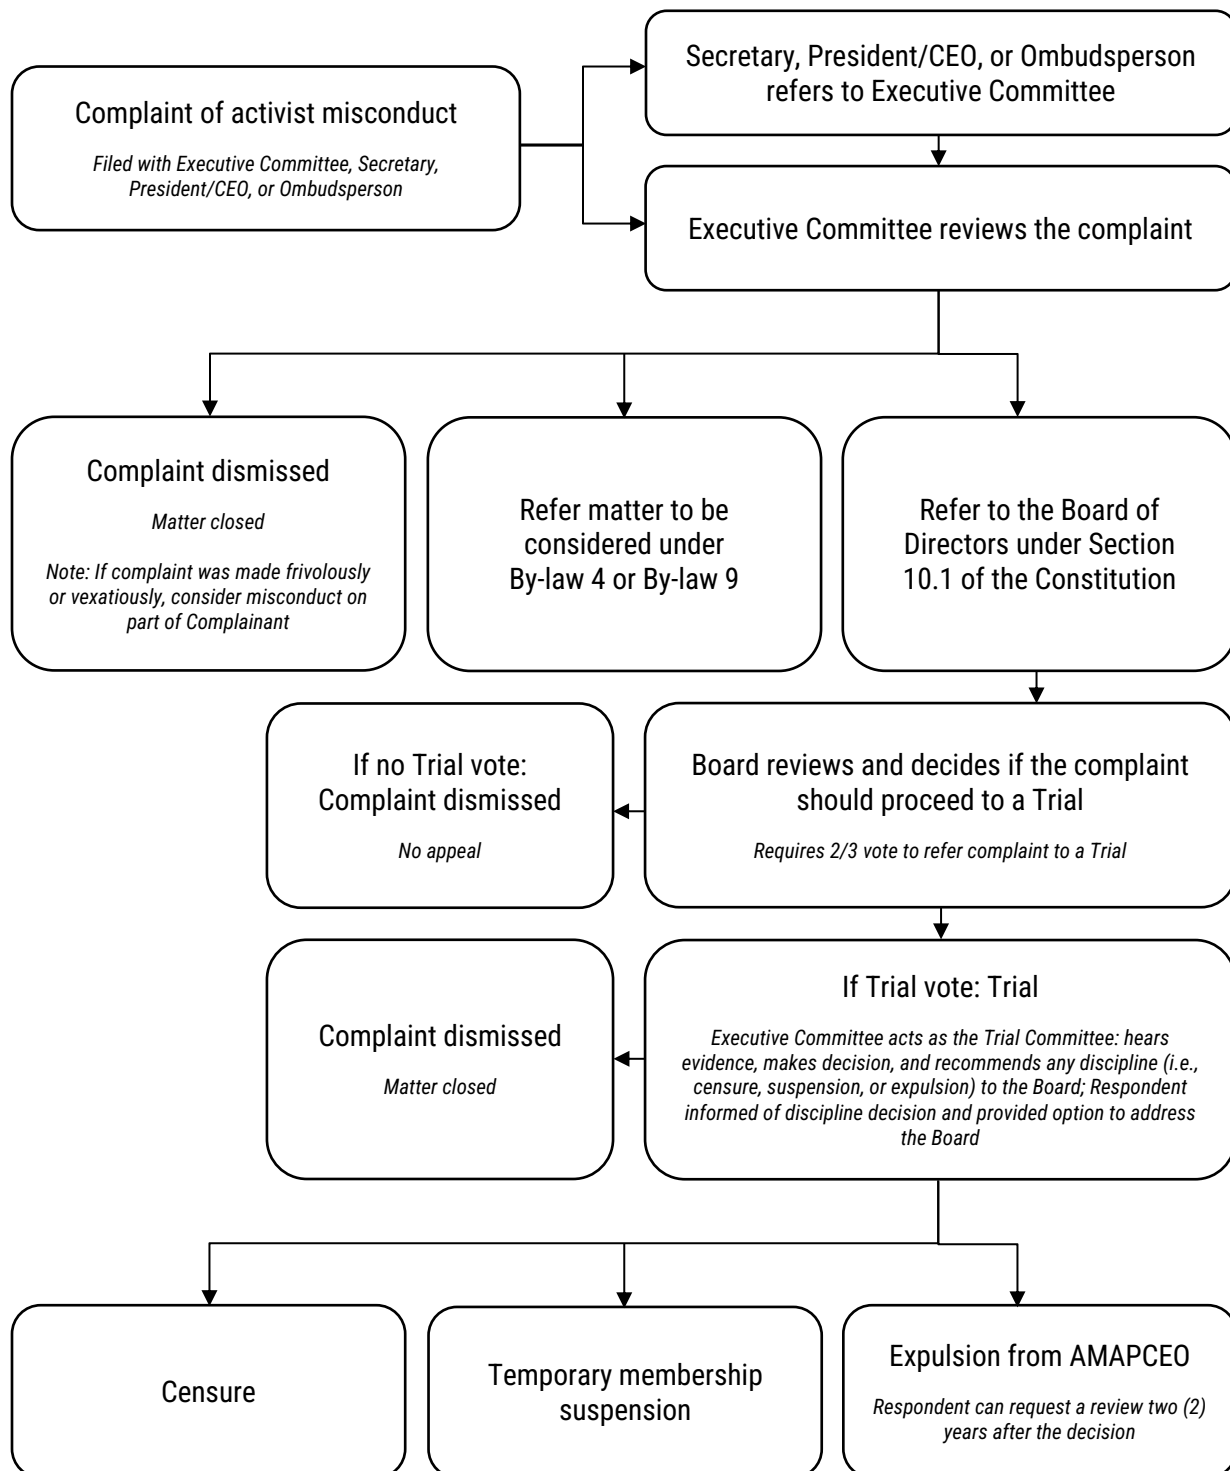 Secretary, President/CEO, or Ombudsperson
refers to Executive Committee
Complaint of activist misconduct
Filed with Executive Committee, Secretary,
President/CEO, or Ombudsperson
Executive Committee reviews the complaint
Complaint dismissed
Matter closed
Note: If complaint was made frivolously
or vexatiously, consider misconduct on
part of Complainant
Refer matter to be
considered under
By-law 4 or By-law 9
Refer to the Board of
Directors under Section
10.1 of the Constitution
If no Trial vote:
Complaint dismissed
No appeal
Board reviews and decides if the complaint
should proceed to a Trial
Requires 2/3 vote to refer complaint to a Trial
Complaint dismissed
Matter closed
If Trial vote: Trial
Executive Committee acts as the Trial Committee: hears
evidence, makes decision, and recommends any discipline (i.e.,
censure, suspension, or expulsion) to the Board; Respondent
informed of discipline decision and provided option to address
the Board
Censure
Temporary membership
suspension
Expulsion from AMAPCEO
Respondent can request a review two (2)
years after the decision